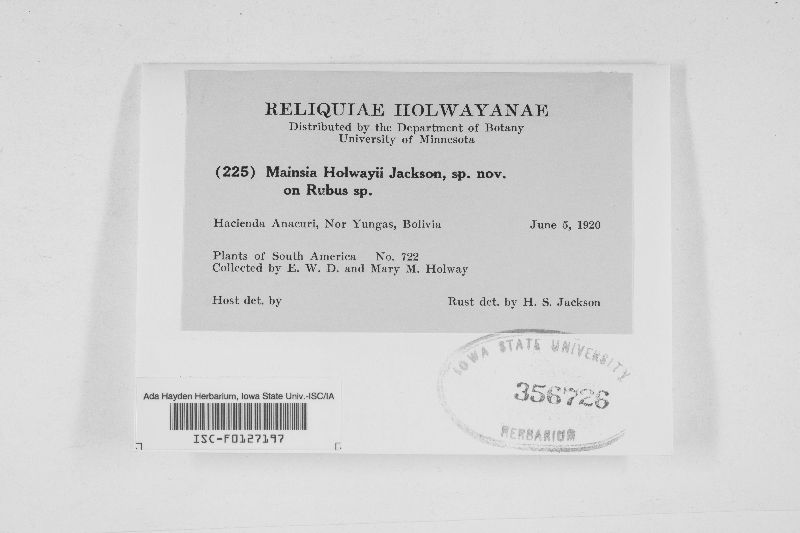 RELIQUIAE HOLWAYANAE
Distributed by the Department of Botany
University of Minnesota
(225) Mainsia Holwayii Jackson, sp. nov.
on Rubus sp.
Hacienda Anacuri, Nor Yungas, Bolivia June 5, 1920
Plants of South America No. 722
Collected by E. W. D. and Mary M. Holway
Host det. by Rust det. by H. S. Jackson
IOWA STATE UNIVERSITY
356726
HERBARIUM
Ada Hayden Herbarium, Iowa State Univ.-ISC/IA
ISC-F0127197